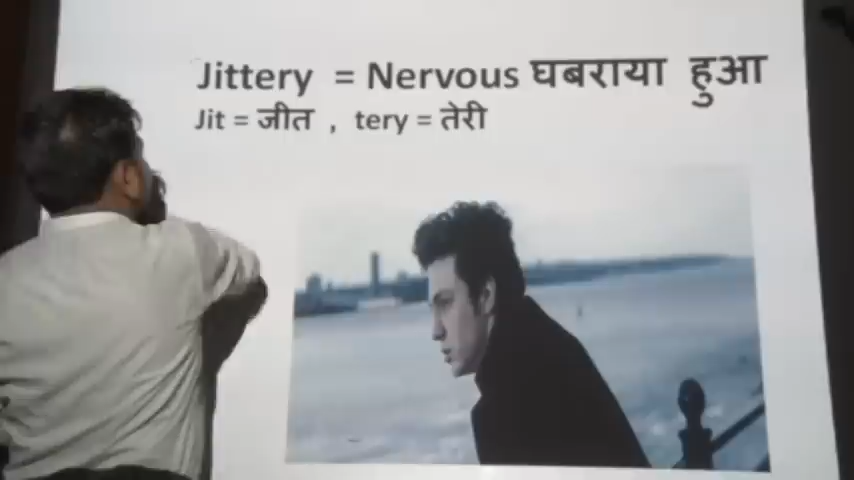 Jittery = Nervous घबराया हुआ
Jit = जीत , tery = तेरी